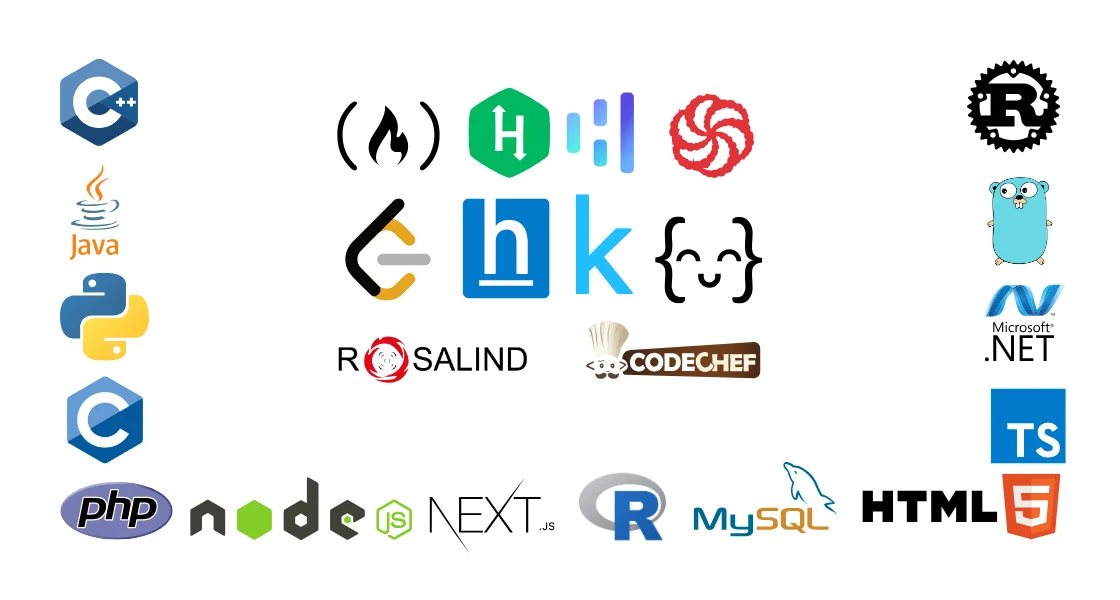 C++
R
H
Java
h
k
Microsoft®
.NET
ROSALIND
CODECHEF
C
TS
php
node
JS
NEXT.JS
R
MySQL
HTML
5